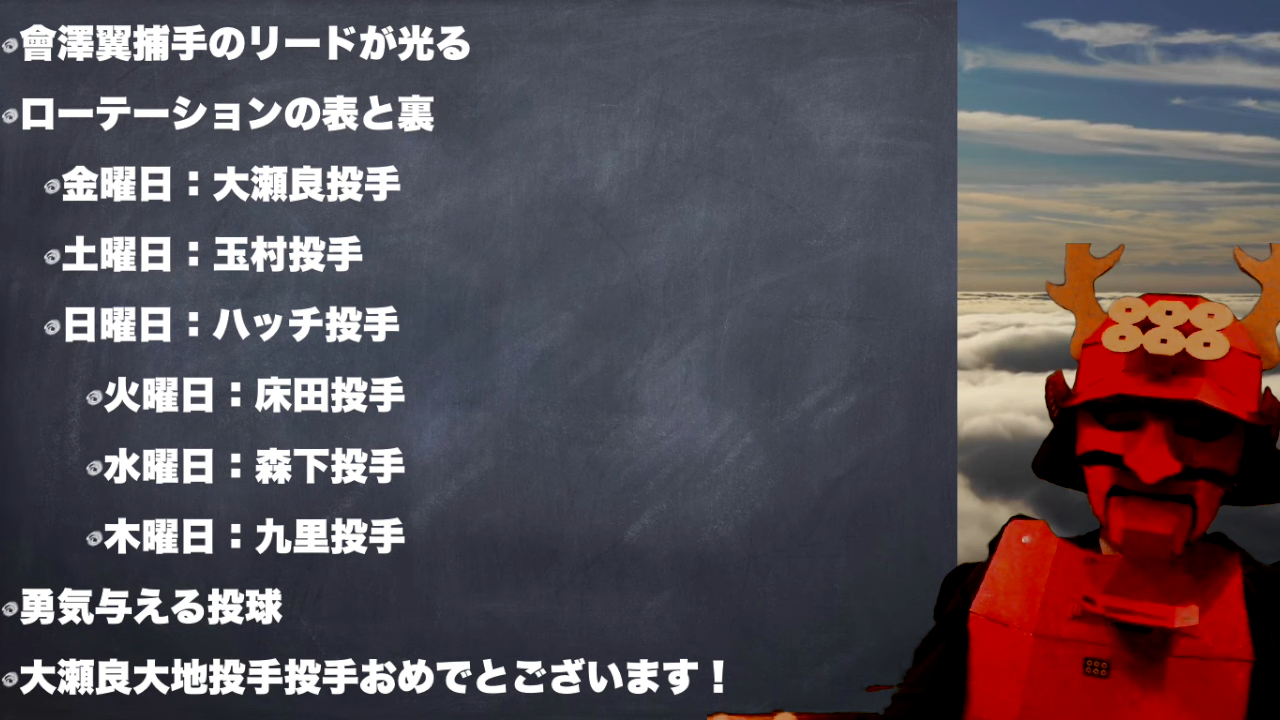 會澤翼捕手のリードが光る
ローテーションの表と裏
金曜日：大瀬良投手
土曜日：玉村投手
日曜日：ハッチ投手
火曜日：床田投手
水曜日：森下投手
木曜日：九里投手
勇気与える投球
大瀬良大地投手投手おめでとございます！